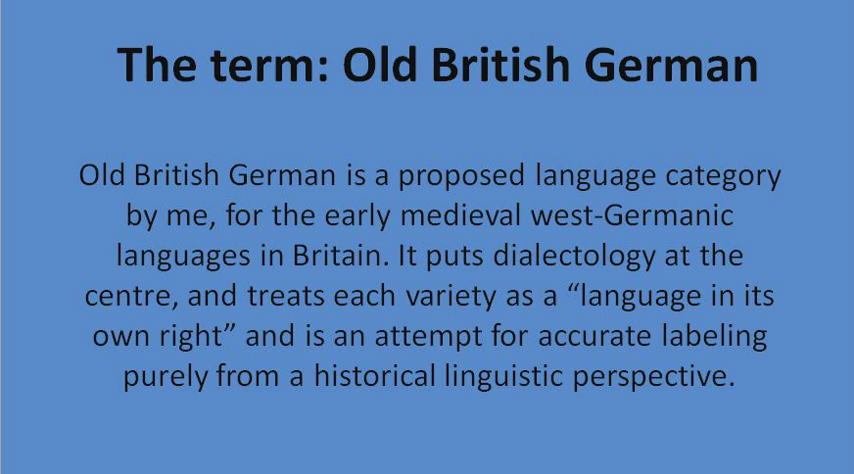 The term: Old British German
Old British German is a proposed language category
by me, for the early medieval west-Germanic
languages in Britain. It puts dialectology at the
centre, and treats each variety as a “language in its
own right” and is an attempt for accurate labeling
purely from a historical linguistic perspective.